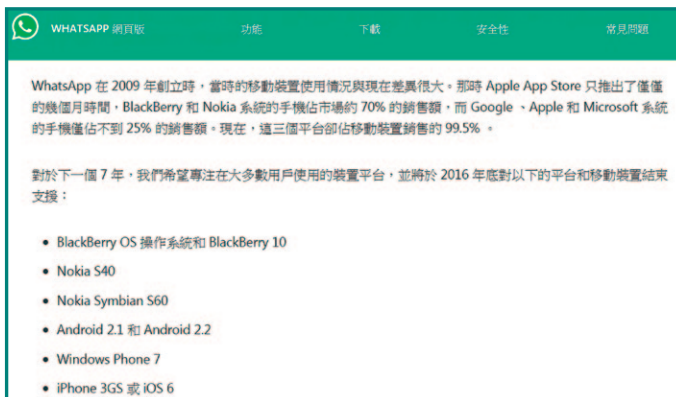 WHATSAPP 網頁版 功能 下載 安全性 常見問題
WhatsApp 在 2009 年創立時，當時的移動裝置使用情況與現在差異很大。那時 Apple App Store 只推出了僅僅
的幾個月時間，BlackBerry 和 Nokia 系統的手機佔市場約 70% 的銷售額，而 Google 、Apple 和 Microsoft 系統
的手機僅佔不到 25% 的銷售額。現在，這三個平台卻佔移動裝置銷售的 99.5% 。
對於下一個 7 年，我們希望專注在大多數用戶使用的裝置平台，並將於 2016 年底對以下的平台和移動裝置結束
支援：
• BlackBerry OS 操作系統和 BlackBerry 10
• Nokia S40
• Nokia Symbian S60
• Android 2.1 和 Android 2.2
• Windows Phone 7
• iPhone 3GS 或 iOS 6